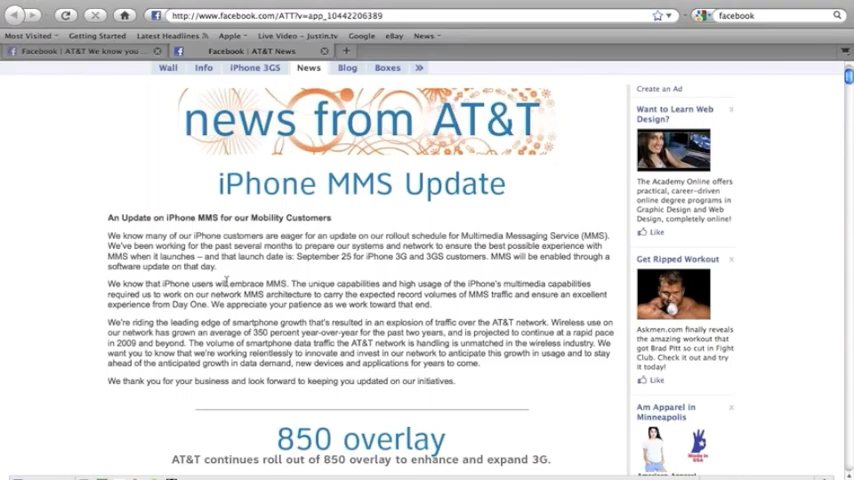 http://www.facebook.com/ATT?v=app_10442206389
facebook
Most Visited
Getting Started
Latest Headlines
Apple
Live Video - Justin.tv
Google
eBay
News
Facebook | AT&T We know you ...
Facebook | AT&T News
Wall
Info
iPhone 3GS
News
Blog
Boxes
news from AT&T
iPhone MMS Update
An Update on iPhone MMS for our Mobility Customers
We know many of our iPhone customers are eager for an update on our rollout schedule for Multimedia Messaging Service (MMS).
We've been working for the past several months to prepare our systems and network to ensure the best possible experience with
MMS when it launches – and that launch date is: September 25 for iPhone 3G and 3GS customers. MMS will be enabled through a
software update on that day.
We know that iPhone users will embrace MMS. The unique capabilities and high usage of the iPhone's multimedia capabilities
required us to work on our network MMS architecture to carry the expected record volumes of MMS traffic and ensure an excellent
experience from Day One. We appreciate your patience as we work toward that end.
We're riding the leading edge of smartphone growth that's resulted in an explosion of traffic over the AT&T network. Wireless use on
our network has grown an average of 350 percent year-over-year for the past two years, and is projected to continue at a rapid pace
in 2009 and beyond. The volume of smartphone data traffic the AT&T network is handling is unmatched in the wireless industry. We
want you to know that we're working relentlessly to innovate and invest in our network to anticipate this growth in usage and to stay
ahead of the anticipated growth in data demand, new devices and applications for years to come.
We thank you for your business and look forward to keeping you updated on our initiatives.
850 overlay
AT&T continues roll out of 850 overlay to enhance and expand 3G.
Create an Ad
Want to Learn Web
Design?
The Academy Online offers
practical, career-driven
online degree programs in
Graphic Design and Web
Design, completely online!
Like
Get Ripped Workout
Askmen.com finally reveals
the amazing workout that
got Brad Pitt so cut in Fight
Club. Check it out and try
it today!
Like
Am Apparel in
Minneapolis